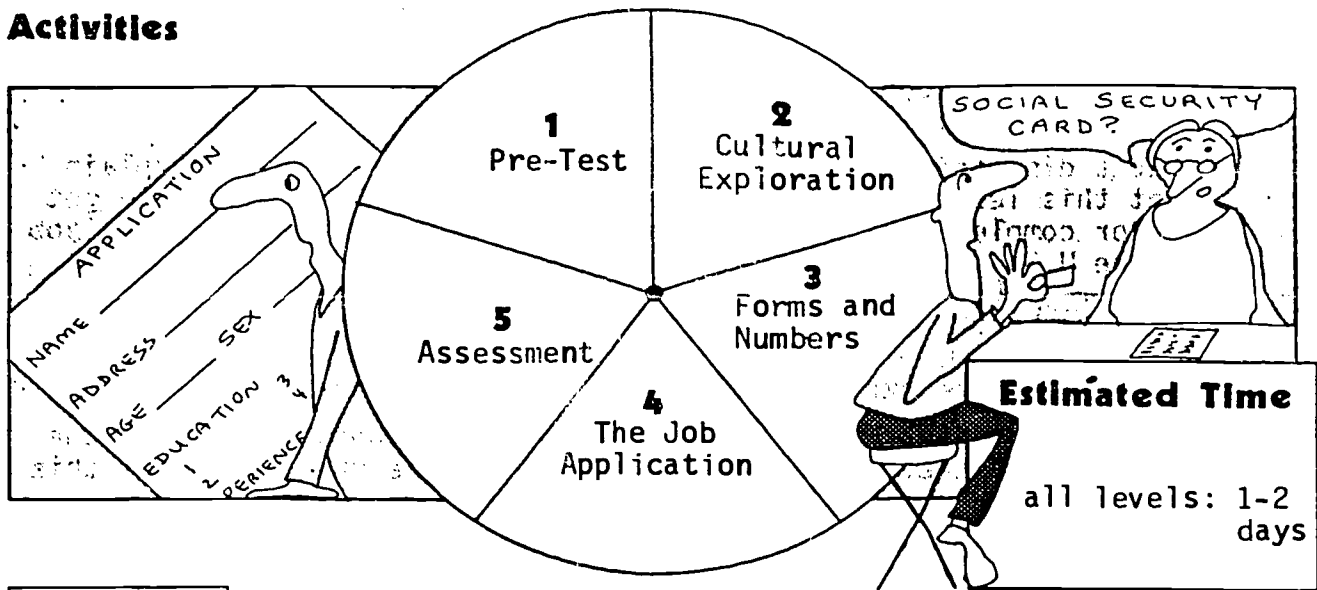 Activities
APPLICATION
NAME
ADDRESS
AGE SEX
EDUCATION 3
4
1
2 PERIENCE
1
Pre-Test
2
Cultural
Exploration
3
Forms and
Numbers
4
The Job
Application
5
Assessment
SOCIAL SECURITY
CARD?
Estimated Time
all levels: 1-2
days